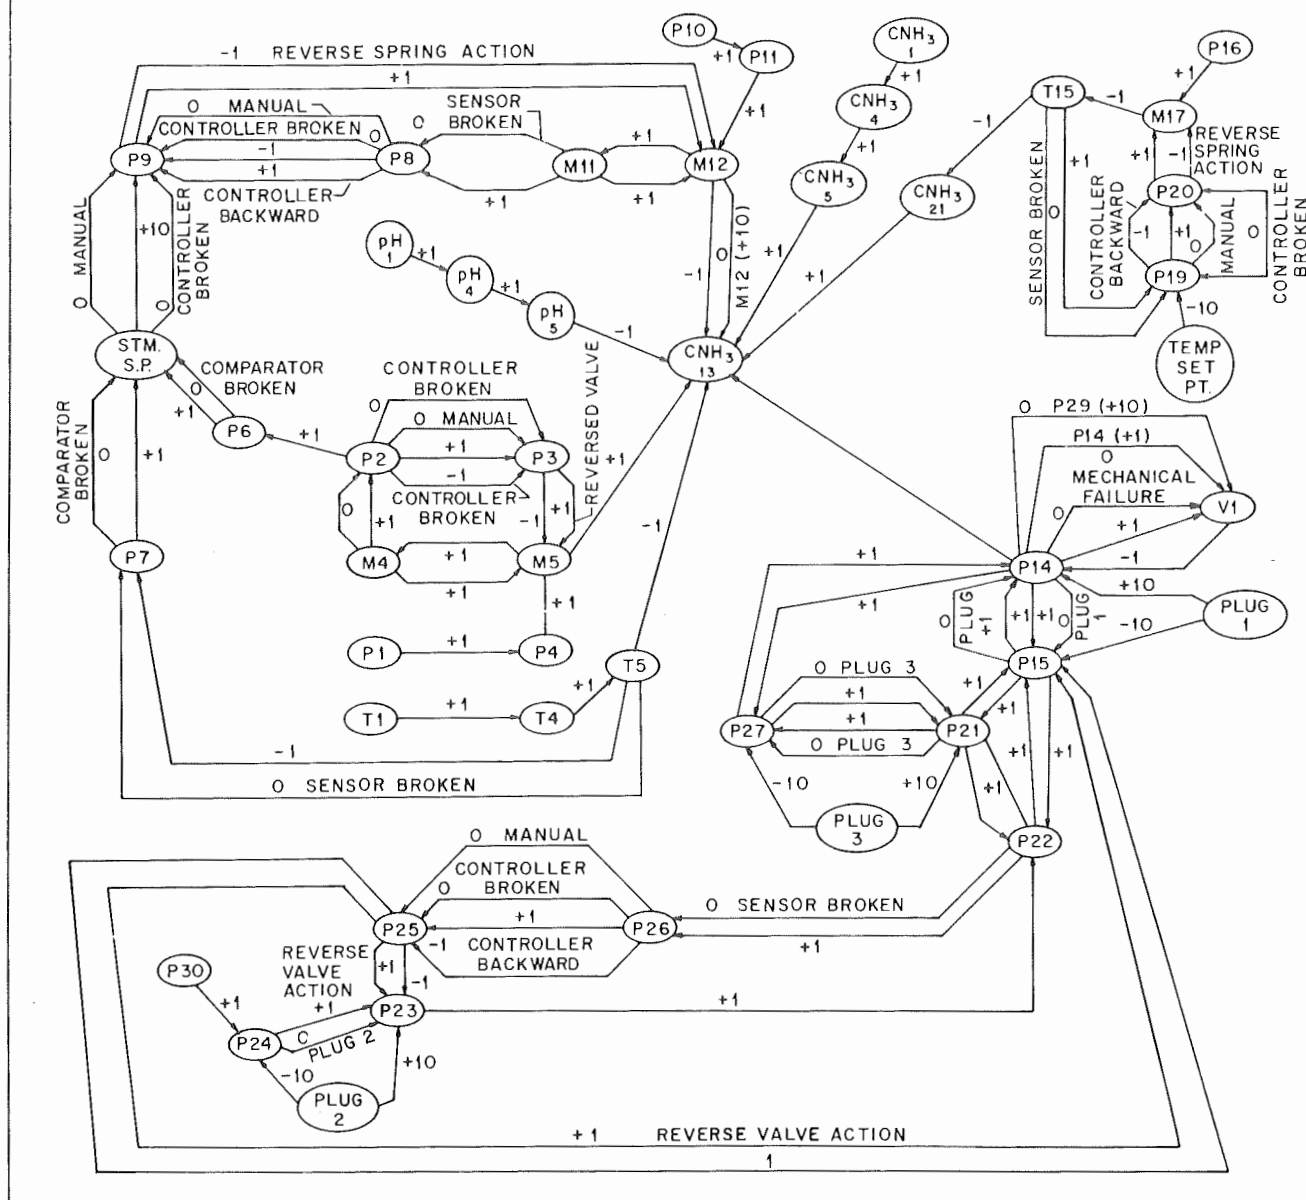 -1 REVERSE SPRING ACTION
+1
0 MANUAL
CONTROLLER BROKEN
0
-1
+1
CONTROLLER
BACKWARD
P9
P8
SENSOR
BROKEN
0
+1
M11
+1
+1
M12
P10
+1
P11
+1
CNH3
1
+1
CNH3
4
+1
CNH3
5
+1
-1
CNH3
21
+1
T15
-1
M17
+1
P16
REVERSE
SPRING
ACTION
+1
-1
P20
SENSOR BROKEN
0
+1
CONTROLLER
BACKWARD
-1
+1
0
MANUAL
0
CONTROLLER
BROKEN
P19
-10
TEMP
SET
PT.
0 MANUAL
+10
0
CONTROLLER
BROKEN
STM.
S.P.
pH
1
+1
pH
4
+1
pH
5
-1
-1
0
M12 (+10)
CNH3
13
COMPARATOR
BROKEN
0
+1
P6
+1
COMPARATOR
BROKEN
0
+1
P7
CONTROLLER
BROKEN
0
0 MANUAL
+1
-1
P2
P3
CONTROLLER
BROKEN
REVERSED VALVE
0
+1
-1
+1
M4
+1
+1
M5
+1
+1
P1
+1
P4
T1
+1
T4
+1
T5
-1
-1
0 SENSOR BROKEN
0 P29 (+10)
P14 (+1)
0
MECHANICAL
FAILURE
0
+1
-1
V1
P14
+10
-10
PLUG
1
0
PLUG
+1
+1
+1
0
PLUG
1
P15
+1
+1
0 PLUG 3
+1
+1
0 PLUG 3
P27
P21
+1
+1
+1
+1
+1
-10
+10
PLUG
3
P22
0 SENSOR BROKEN
+1
0 MANUAL
CONTROLLER
BROKEN
0
+1
-1 CONTROLLER
BACKWARD
P25
P26
REVERSE
VALVE
ACTION
+1
-1
P30
+1
+1
P23
+1
P24
0
PLUG 2
-10
+10
PLUG
2
+1 REVERSE VALVE ACTION
1